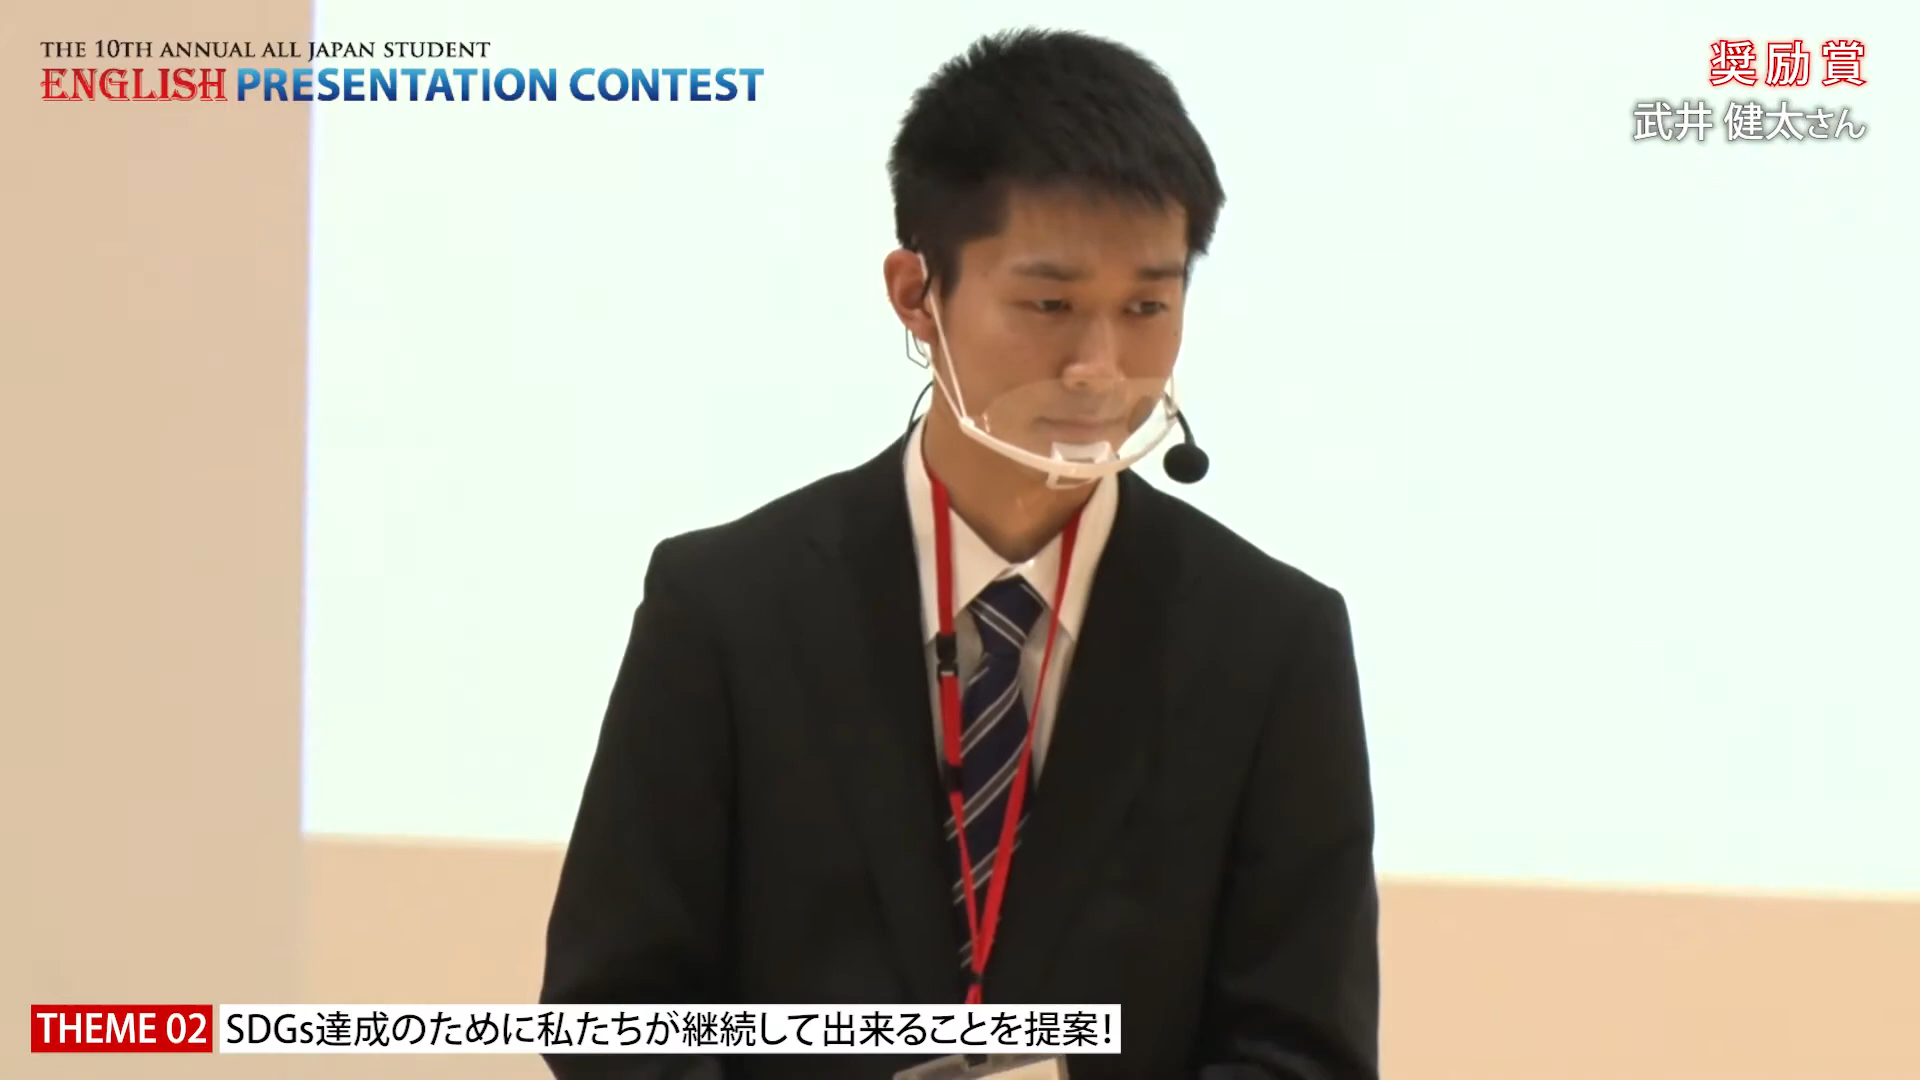 THE 10TH ANNUAL ALL JAPAN STUDENT
ENGLISH PRESENTATION CONTEST
奨励賞
武井 健太さん
THEME 02 SDGs達成のために私たちが継続して出来ることを提案!